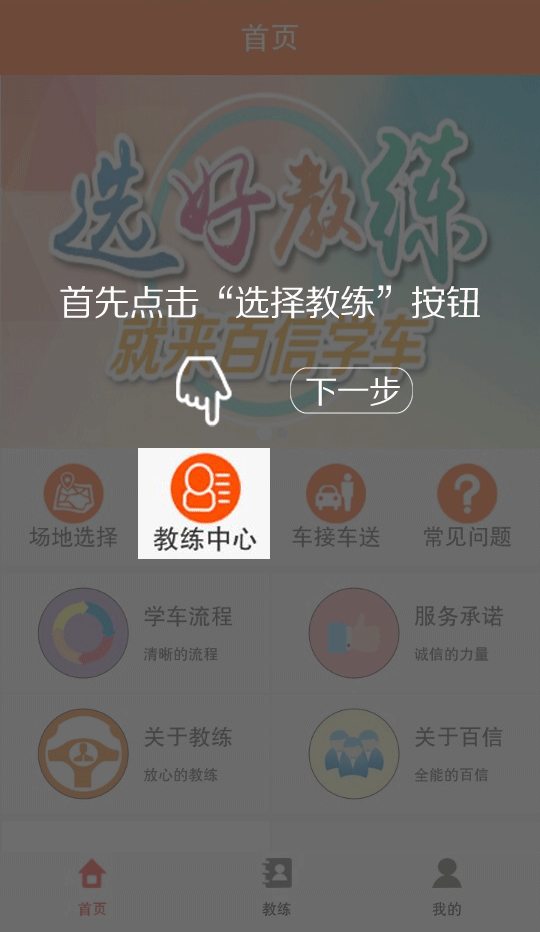 首页
选好教练
首先点击“选择教练”按钮
就来百信学车
下一步
场地选择
教练中心
车接车送
常见问题
学车流程
清晰的流程
服务承诺
诚信的力量
关于教练
放心的教练
关于百信
全能的百信
首页
教练
我的